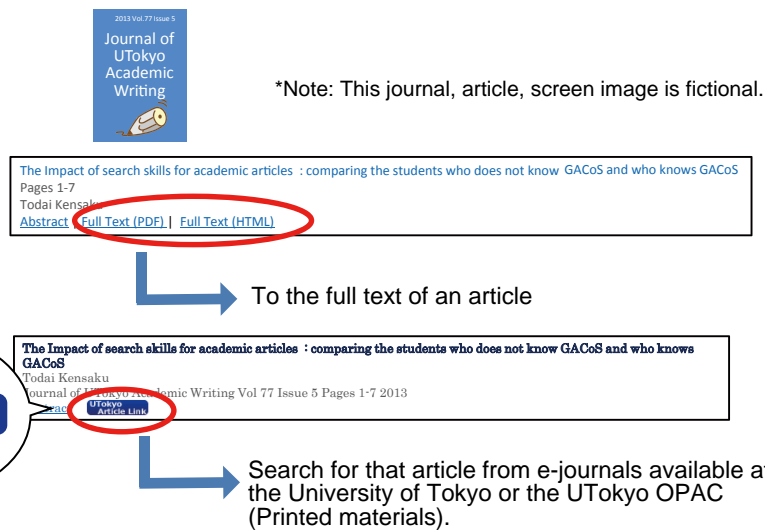 2013 Vol.77 Issue 5
Journal of
UTokyo
Academic
Writing
*Note: This journal, article, screen image is fictional.
The Impact of search skills for academic articles : comparing the students who does not know GACoS and who knows GACoS
Pages 1-7
Todai Kensaku
Abstract | Full Text (PDF) | Full Text (HTML)
To the full text of an article
The Impact of search skills for academic articles : comparing the students who does not know GACoS and who knows
GACoS
Todai Kensaku
Journal of UTokyo Academic Writing Vol 77 Issue 5 Pages 1-7 2013
UTokyo
Article Link
Search for that article from e-journals available at
the University of Tokyo or the UTokyo OPAC
(Printed materials).